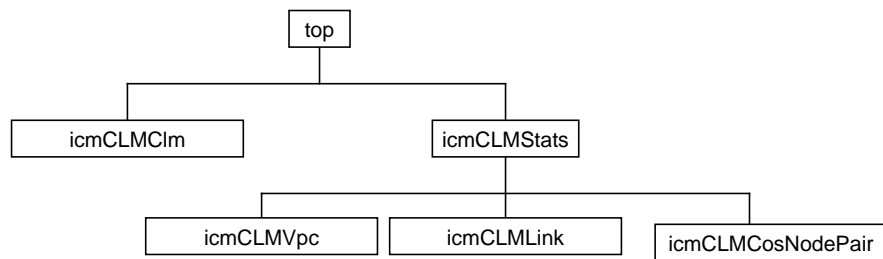 top
icmCLMClm
icmCLMStats
icmCLMVpc
icmCLMLink
icmCLMCosNodePair